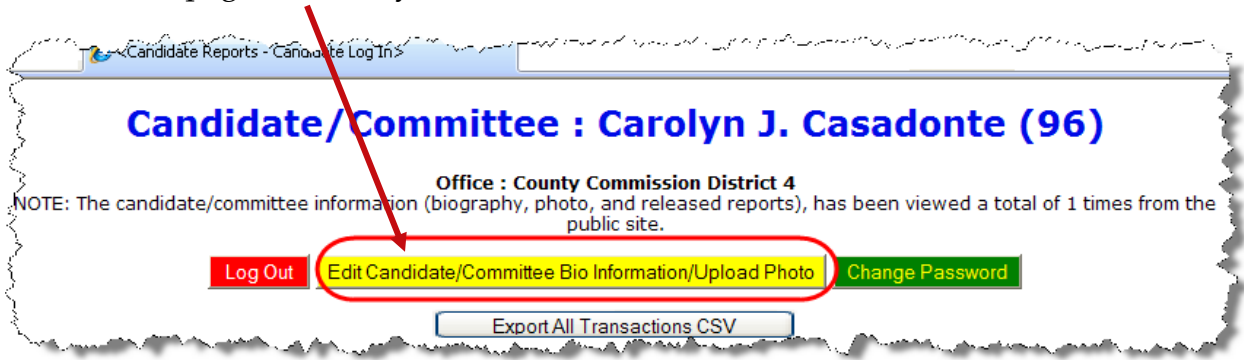 <Candidate Reports - Candidate Log In>
Candidate/Committee : Carolyn J. Casadonte (96)
Office : County Commission District 4
NOTE: The candidate/committee information (biography, photo, and released reports), has been viewed a total of 1 times from the
public site.
Log Out Edit Candidate/Committee Bio Information/Upload Photo Change Password
Export All Transactions CSV